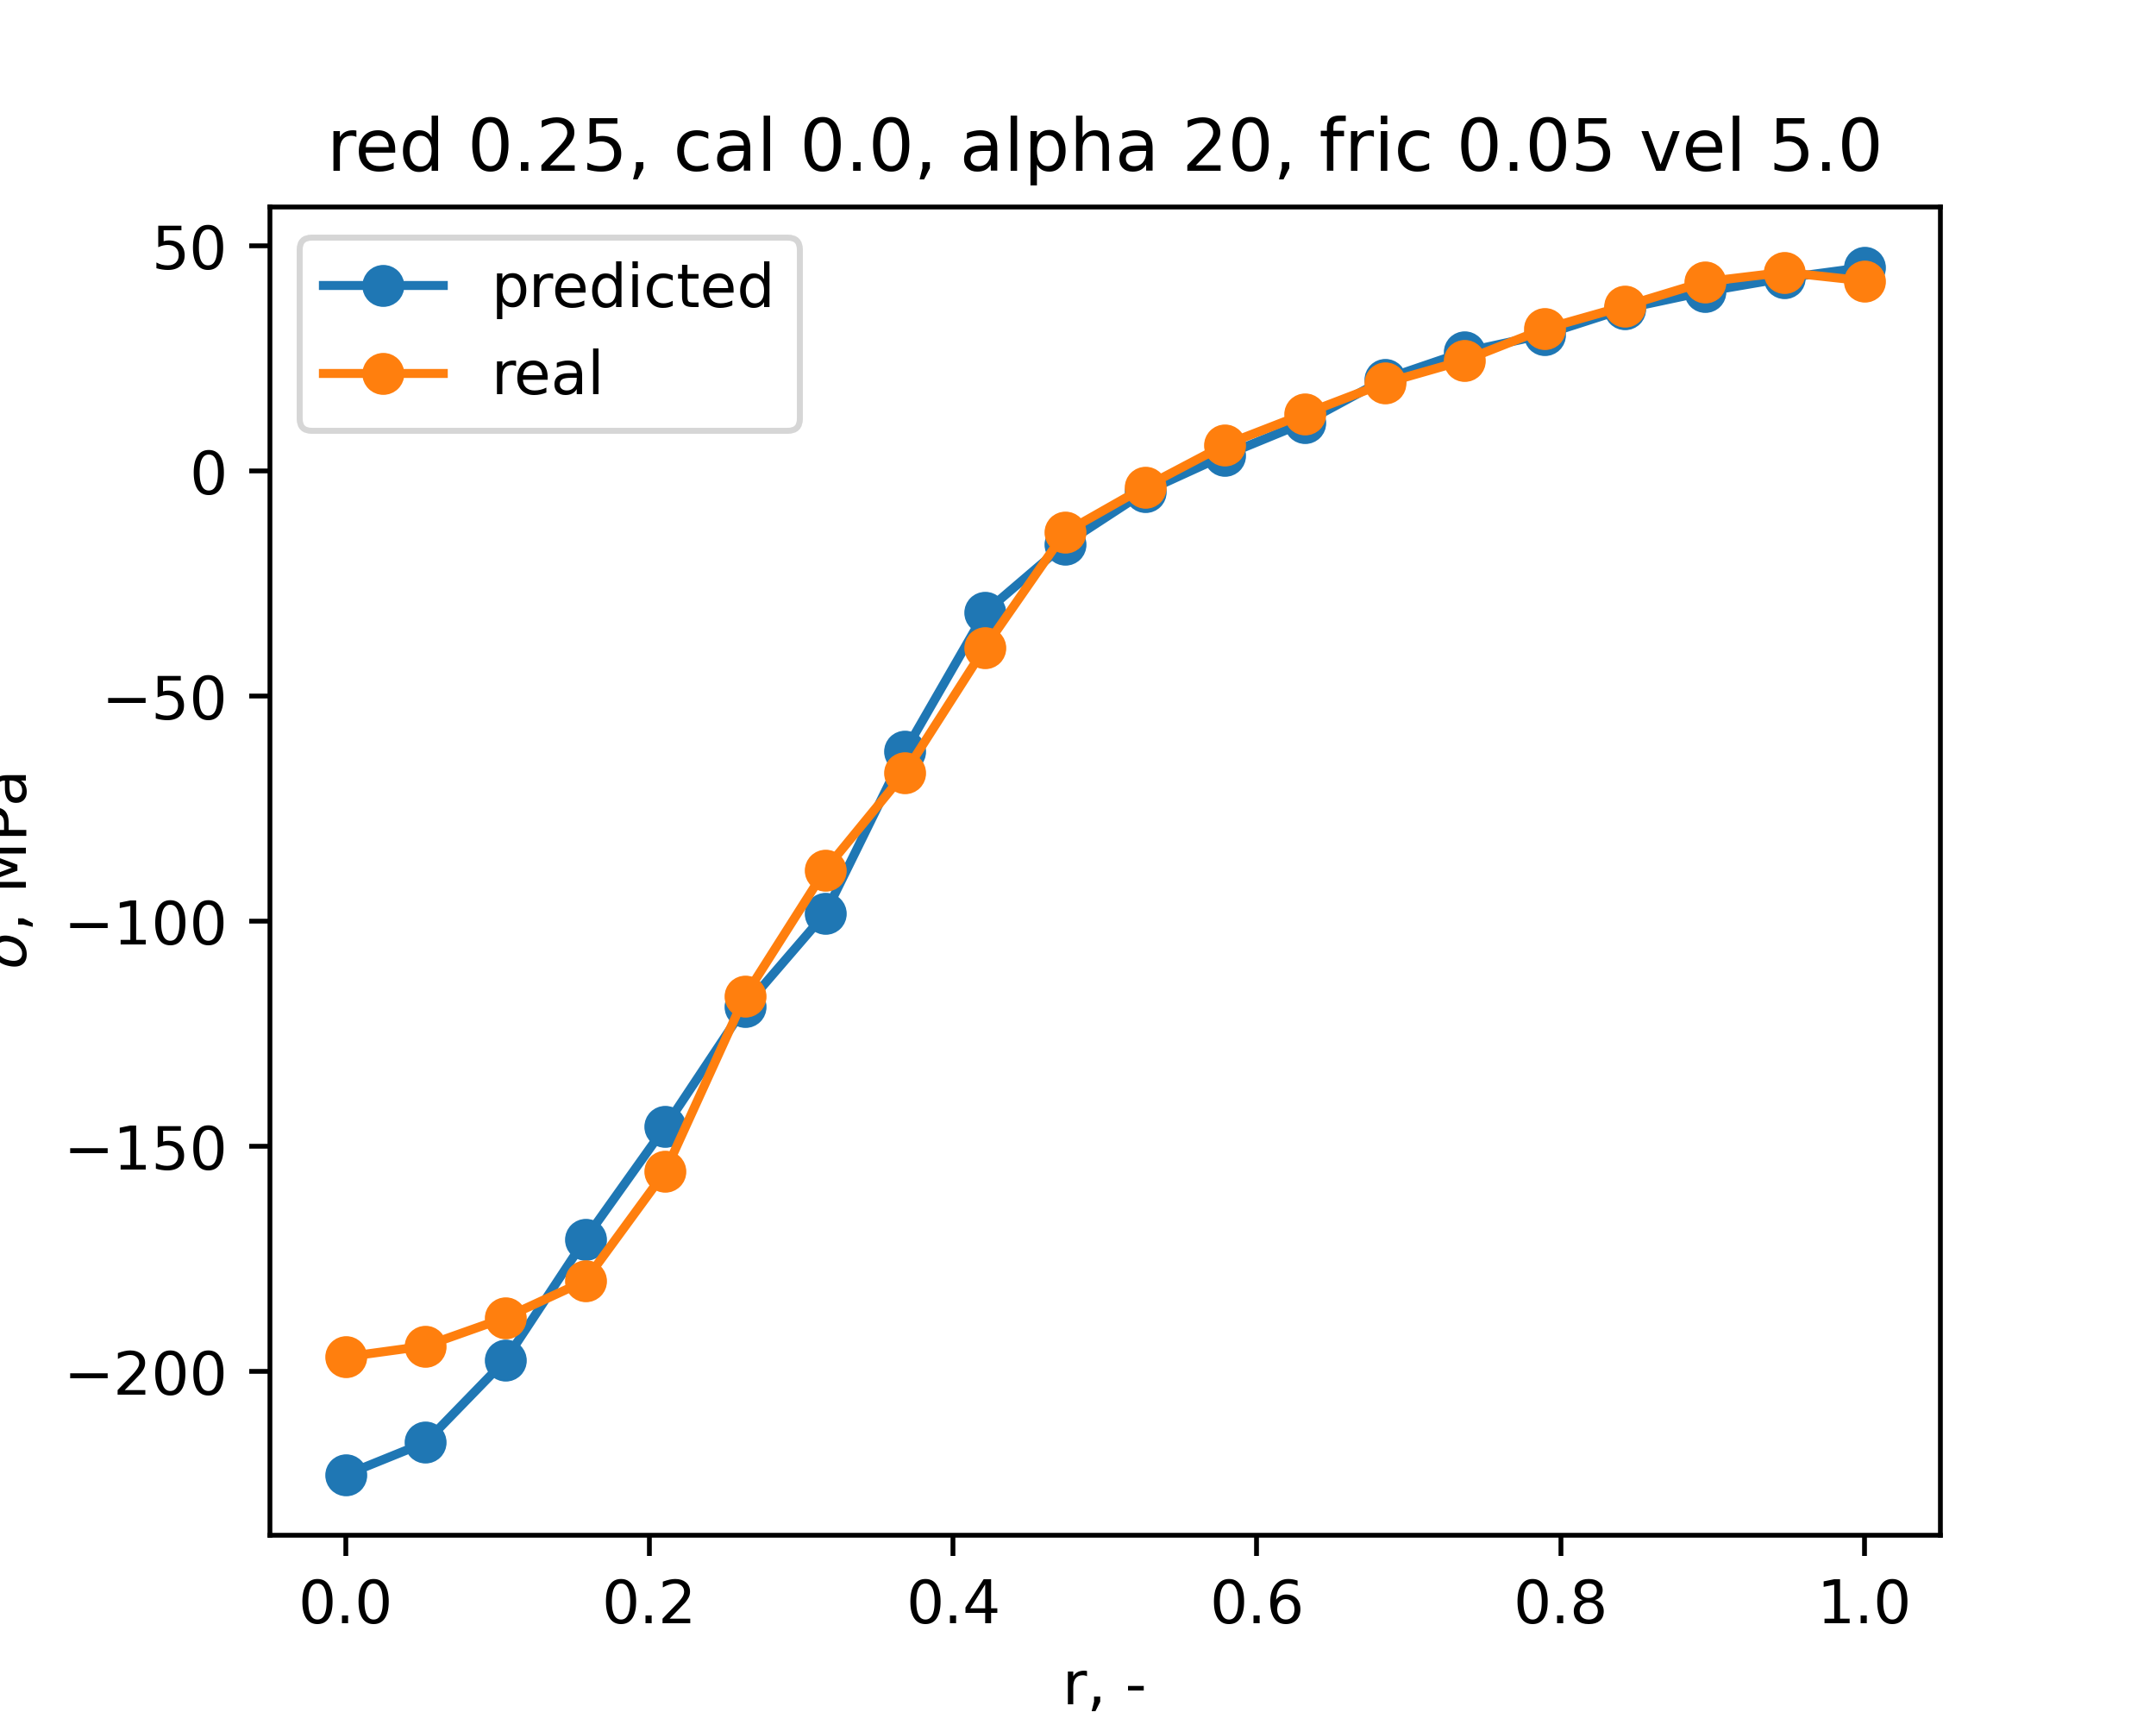 red 0.25, cal 0.0, alpha 20, fric 0.05 vel 5.0
predicted
real
50
0
−50
−100
−150
−200
, MPa
0.0 0.2 0.4 0.6 0.8 1.0
r, -